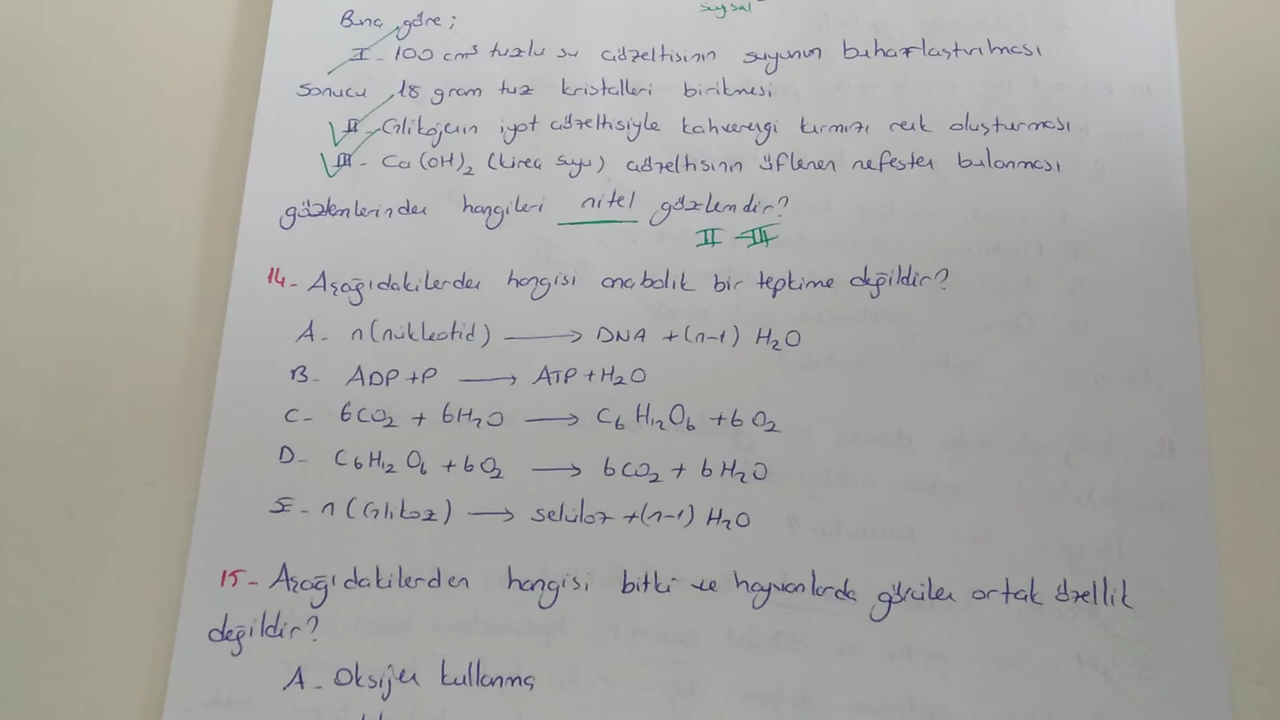 Buna göre;
I- 100 cm³ tuzlu su çözeltisinin suyunun buharlaştırılması
sonucu 18 gram tuz kristalleri birikmesi
II- Glikojenin iyot çözeltisiyle kahverengi kırmızı renk oluşturması
III- Ca(OH)₂ (kireç suyu) çözeltisinin üflenen nefesten bulanması
gözlemlerinden hangileri nitel gözlemdir?
II III
14- Aşağıdakilerden hangisi anabolik bir tepkime değildir?
A- n(nükleotid) → DNA +(n-1) H₂O
B- ADP +P → ATP +H₂O
C- 6CO₂ + 6H₂O → C₆H₁₂O₆ +6O₂
D- C₆H₁₂O₆ +6O₂ → 6CO₂ + 6H₂O
E- n(Glikoz) → selüloz +(n-1) H₂O
15- Aşağıdakilerden hangisi bitki ve hayvanlarda görülen ortak özellik
değildir?
A- Oksijen kullanma